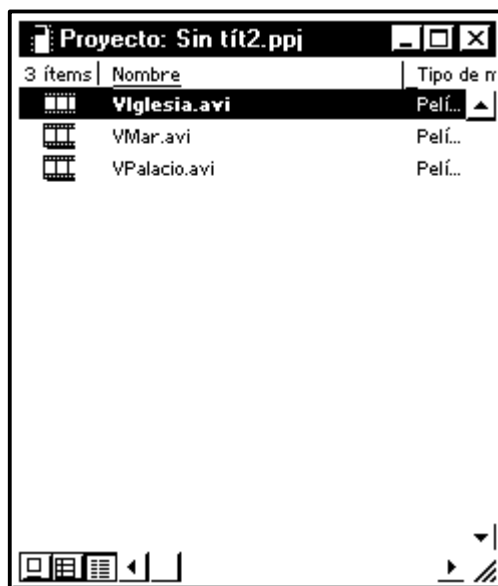 Proyecto: Sin tít2.ppj
3 ítems Nombre Tipo de m
VIglesia.avi Pelí...
VMar.avi Pelí...
VPalacio.avi Pelí...